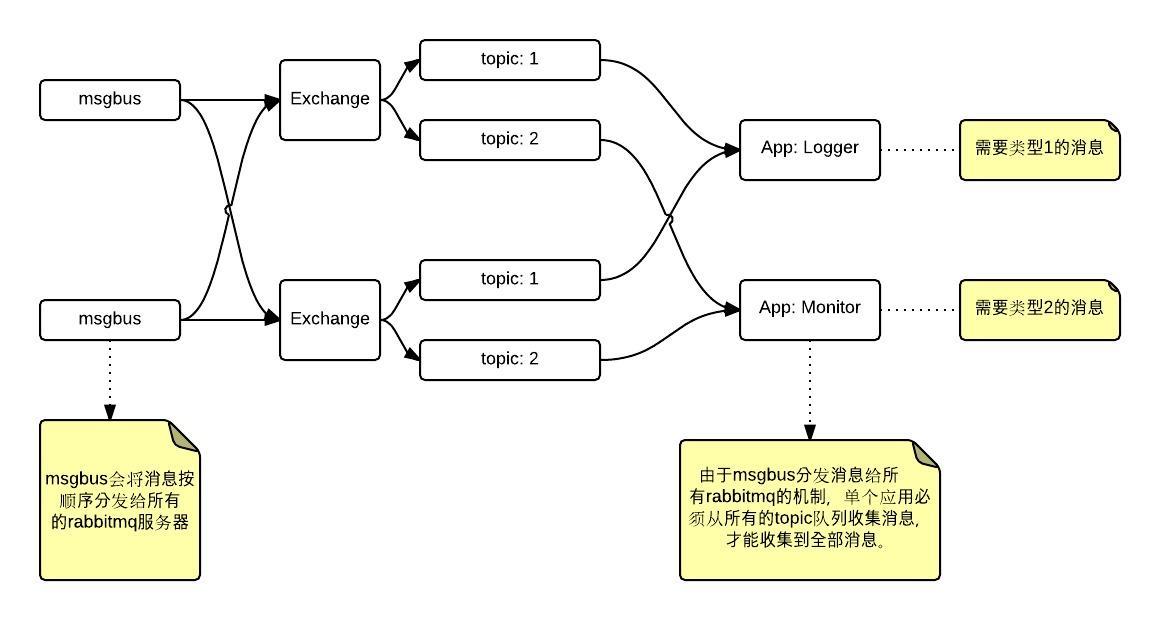 msgbus
Exchange
topic: 1
topic: 2
App: Logger
需要类型1的消息
msgbus
Exchange
topic: 1
topic: 2
App: Monitor
需要类型2的消息
msgbus会将消息按
顺序分发给所有
的rabbitmq服务器
由于msgbus分发消息给所
有rabbitmq的机制，单个应用必
须从所有的topic队列收集消息，
才能收集到全部消息。